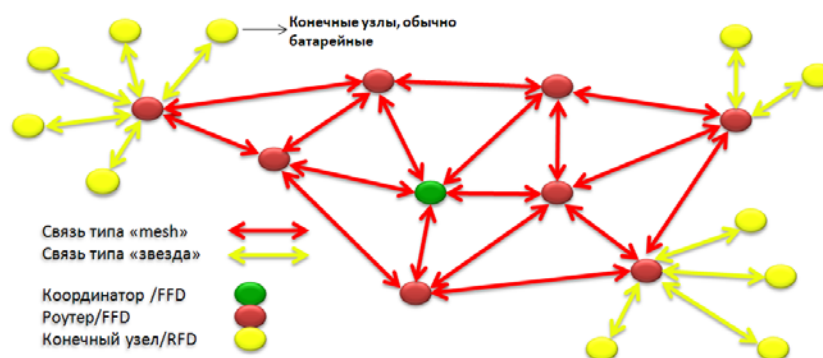 Конечные узлы, обычно
батарейные
Связь типа «mesh»
Связь типа «звезда»
Координатор /FFD
Роутер/FFD
Конечный узел/RFD